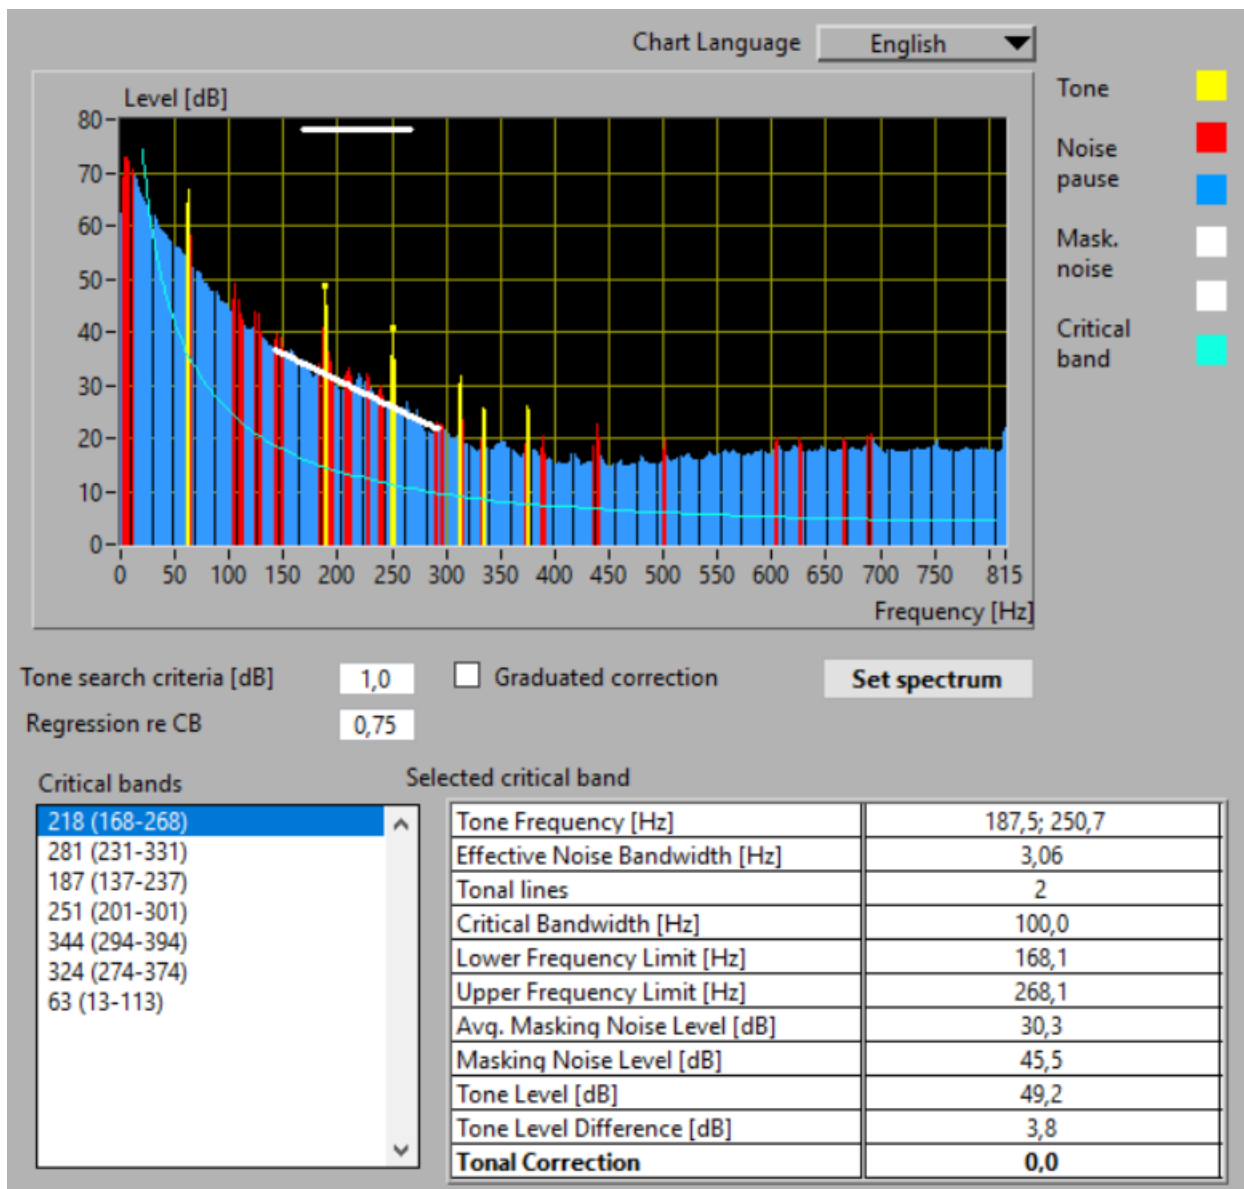 Chart Language English
Level [dB]
80
70
60
50
40
30
20
10
0
0 50 100 150 200 250 300 350 400 450 500 550 600 650 700 750 815
Frequency [Hz]
Tone
Noise
pause
Mask.
noise
Critical
band
Tone search criteria [dB] 1,0 Graduated correction Set spectrum
Regression re CB 0,75
Critical bands
218 (168-268)
281 (231-331)
187 (137-237)
251 (201-301)
344 (294-394)
324 (274-374)
63 (13-113)
Selected critical band
Tone Frequency [Hz] 187,5; 250,7
Effective Noise Bandwidth [Hz] 3,06
Tonal lines 2
Critical Bandwidth [Hz] 100,0
Lower Frequency Limit [Hz] 168,1
Upper Frequency Limit [Hz] 268,1
Avg. Masking Noise Level [dB] 30,3
Masking Noise Level [dB] 45,5
Tone Level [dB] 49,2
Tone Level Difference [dB] 3,8
Tonal Correction 0,0